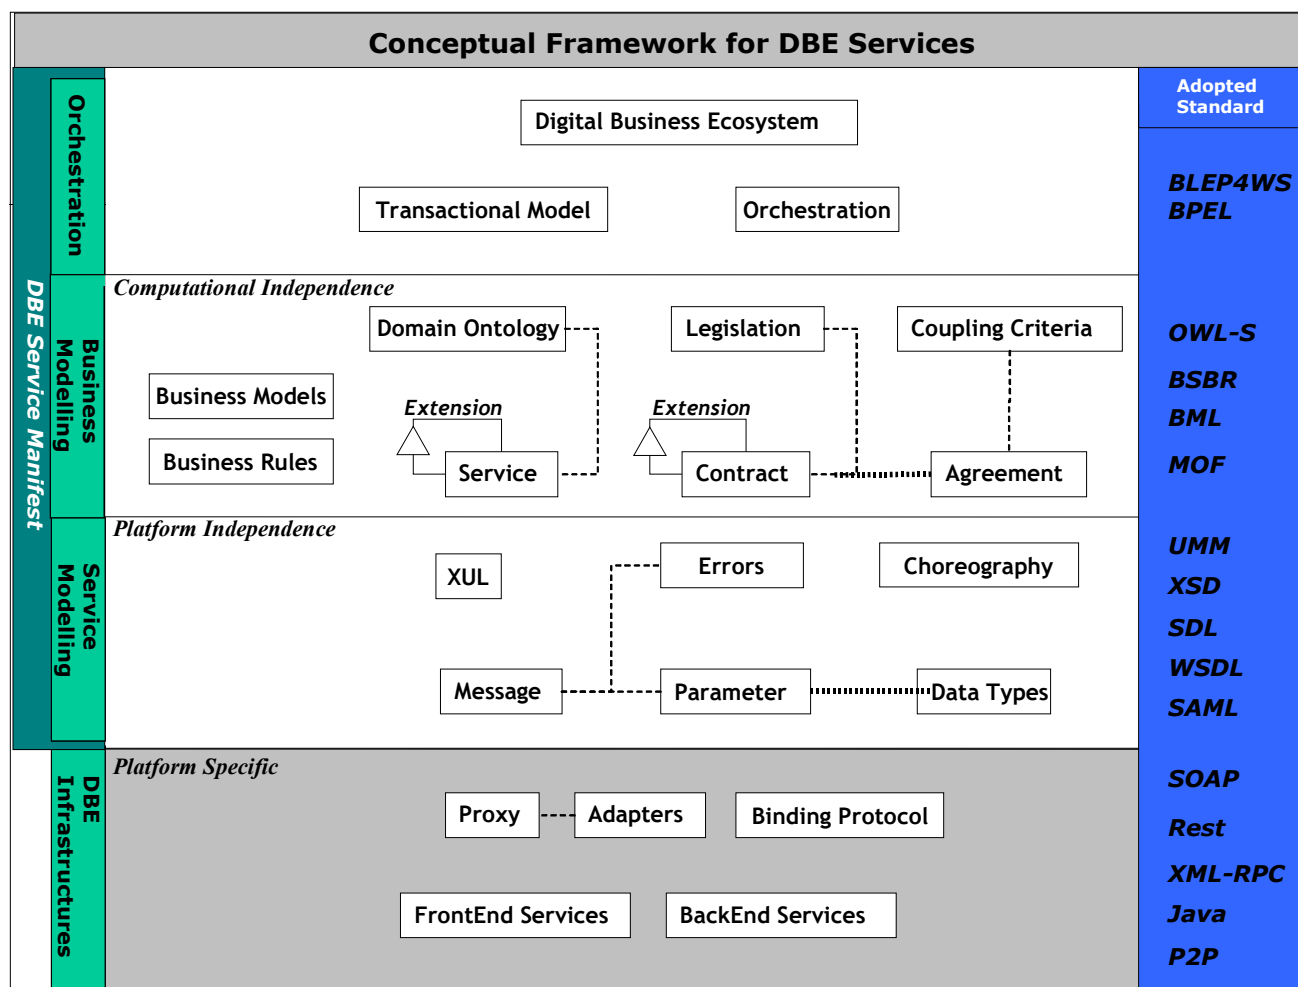 Conceptual Framework for DBE Services
Adopted
Standard
DBE Service Manifest
Orchestration
Digital Business Ecosystem
Transactional Model
Orchestration
BLEP4WS
BPEL
Business
Modelling
Computational Independence
Domain Ontology
Legislation
Coupling Criteria
Business Models
Extension
Extension
Business Rules
Service
Contract
Agreement
OWL-S
BSBR
BML
MOF
Service
Modelling
Platform Independence
XUL
Errors
Choreography
Message
Parameter
Data Types
UMM
XSD
SDL
WSDL
SAML
DBE
Infrastructures
Platform Specific
Proxy
Adapters
Binding Protocol
FrontEnd Services
BackEnd Services
SOAP
Rest
XML-RPC
Java
P2P